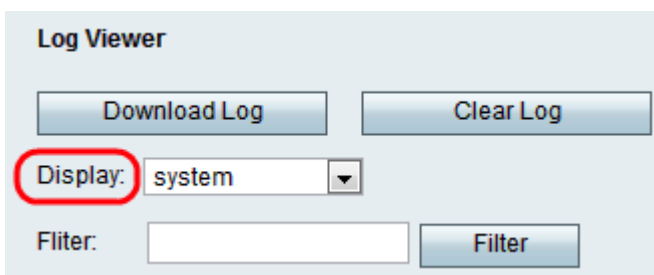 Log Viewer
Download Log Clear Log
Display: system
Fliter: Filter